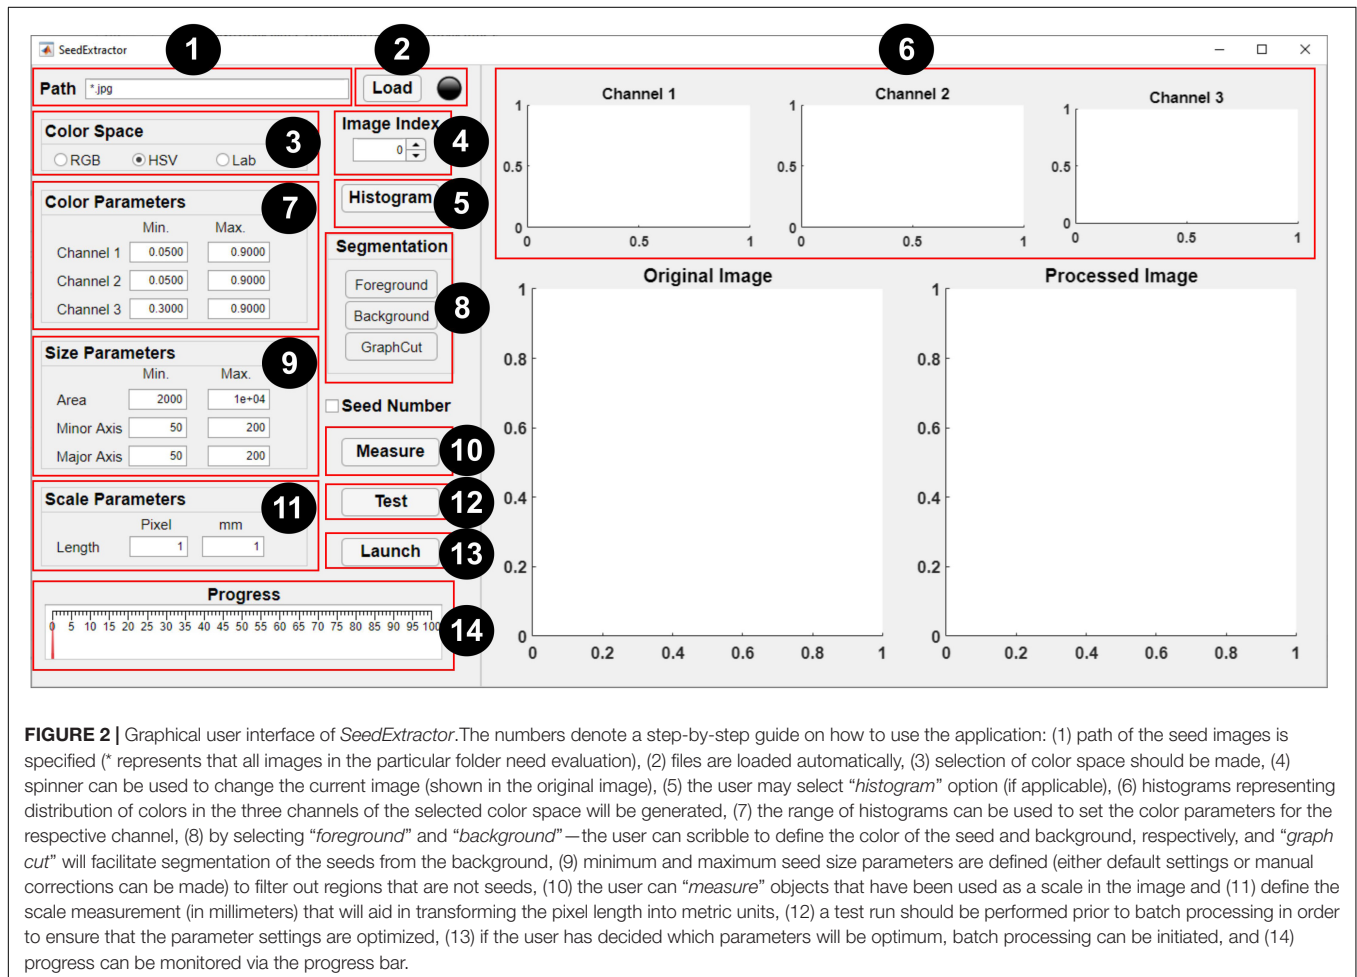 SeedExtractor
1
2
6
Path
*.jpg
Load
Color Space
RGB
HSV
Lab
3
Image Index
0
4
Histogram
5
Color Parameters
7
Min. Max.
Channel 1 0.0500 0.9000
Channel 2 0.0500 0.9000
Channel 3 0.3000 0.9000
Segmentation
Foreground
Background
GraphCut
8
Size Parameters
9
Min. Max.
Area 2000 1e+04
Minor Axis 50 200
Major Axis 50 200
Seed Number
Measure
10
Scale Parameters
11
Pixel mm
Length 1 1
Test
12
Launch
13
Progress
0 5 10 15 20 25 30 35 40 45 50 55 60 65 70 75 80 85 90 95 100
14
Channel 1
1
0.5
0
0 0.5 1
Channel 2
1
0.5
0
0 0.5 1
Channel 3
1
0.5
0
0 0.5 1
Original Image
1
0.8
0.6
0.4
0.2
0
0 0.2 0.4 0.6 0.8 1
Processed Image
1
0.8
0.6
0.4
0.2
0
0 0.2 0.4 0.6 0.8 1
FIGURE 2 | Graphical user interface of SeedExtractor.The numbers denote a step-by-step guide on how to use the application: (1) path of the seed images is
specified (* represents that all images in the particular folder need evaluation), (2) files are loaded automatically, (3) selection of color space should be made, (4)
spinner can be used to change the current image (shown in the original image), (5) the user may select “histogram” option (if applicable), (6) histograms representing
distribution of colors in the three channels of the selected color space will be generated, (7) the range of histograms can be used to set the color parameters for the
respective channel, (8) by selecting “foreground” and “background”—the user can scribble to define the color of the seed and background, respectively, and “graph
cut” will facilitate segmentation of the seeds from the background, (9) minimum and maximum seed size parameters are defined (either default settings or manual
corrections can be made) to filter out regions that are not seeds, (10) the user can “measure” objects that have been used as a scale in the image and (11) define the
scale measurement (in millimeters) that will aid in transforming the pixel length into metric units, (12) a test run should be performed prior to batch processing in order
to ensure that the parameter settings are optimized, (13) if the user has decided which parameters will be optimum, batch processing can be initiated, and (14)
progress can be monitored via the progress bar.